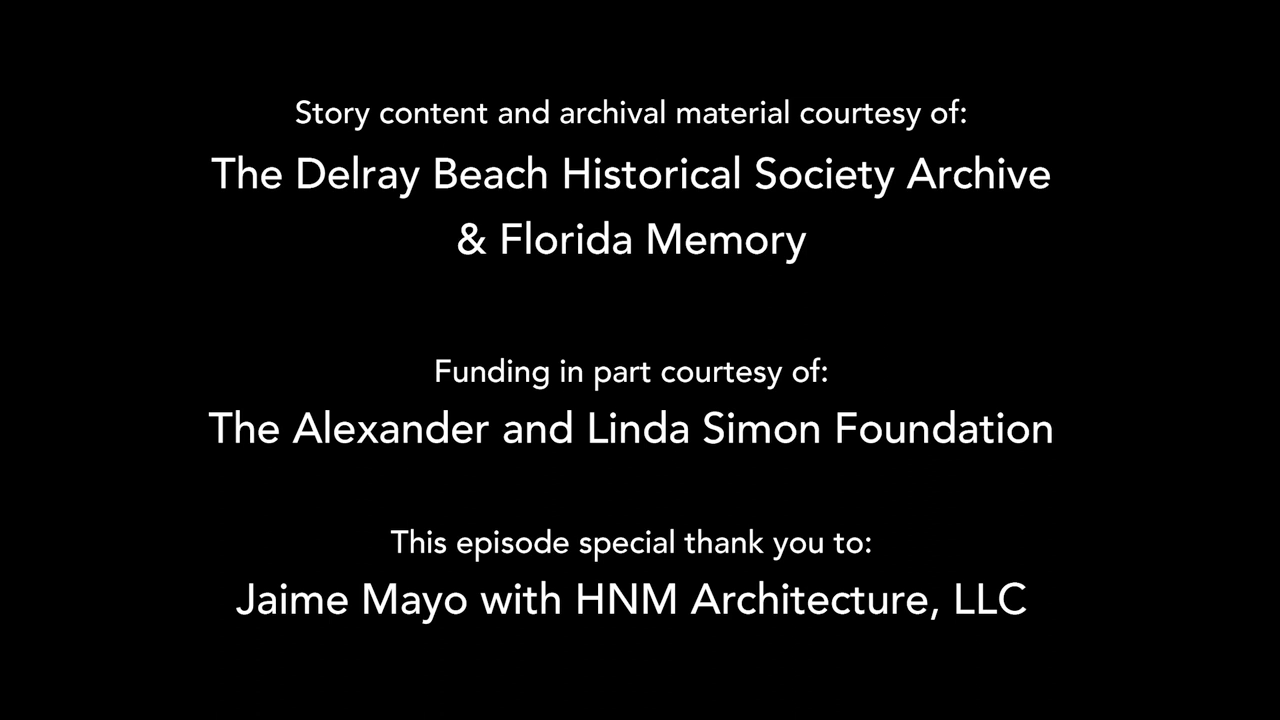 Story content and archival material courtesy of:
The Delray Beach Historical Society Archive
& Florida Memory
Funding in part courtesy of:
The Alexander and Linda Simon Foundation
This episode special thank you to:
Jaime Mayo with HNM Architecture, LLC